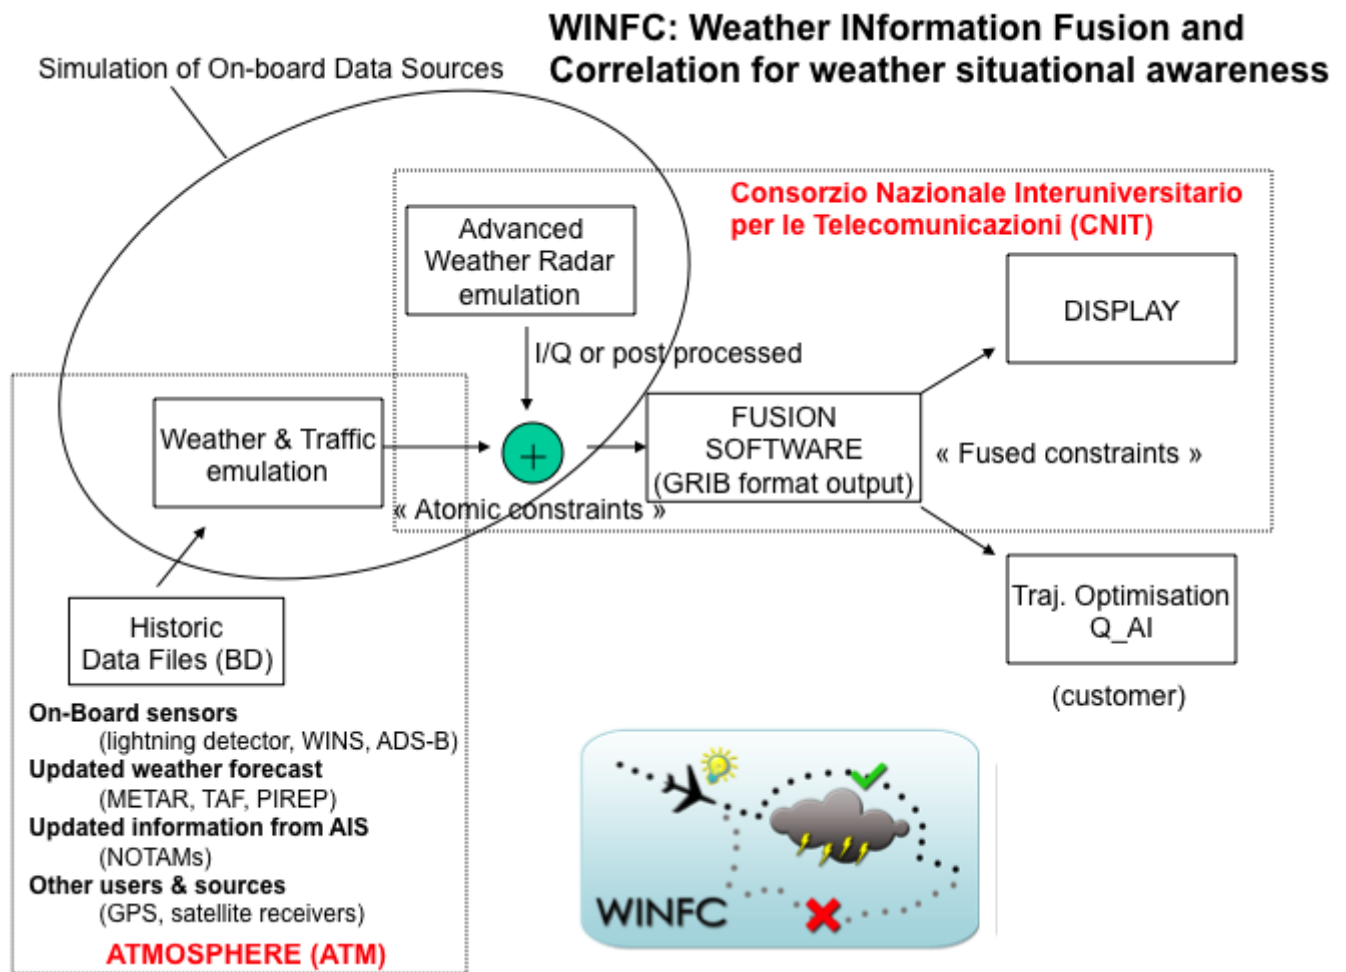 WINFC: Weather INformation Fusion and
Correlation for weather situational awareness
Simulation of On-board Data Sources
Consorzio Nazionale Interuniversitario
per le Telecomunicazioni (CNIT)
Advanced
Weather Radar
emulation
DISPLAY
I/Q or post processed
Weather & Traffic
emulation
+
FUSION
SOFTWARE
(GRIB format output)
« Fused constraints »
« Atomic constraints »
Historic
Data Files (BD)
Traj. Optimisation
Q_AI
(customer)
On-Board sensors
(lightning detector, WINS, ADS-B)
Updated weather forecast
(METAR, TAF, PIREP)
Updated information from AIS
(NOTAMs)
Other users & sources
(GPS, satellite receivers)
ATMOSPHERE (ATM)
WINFC